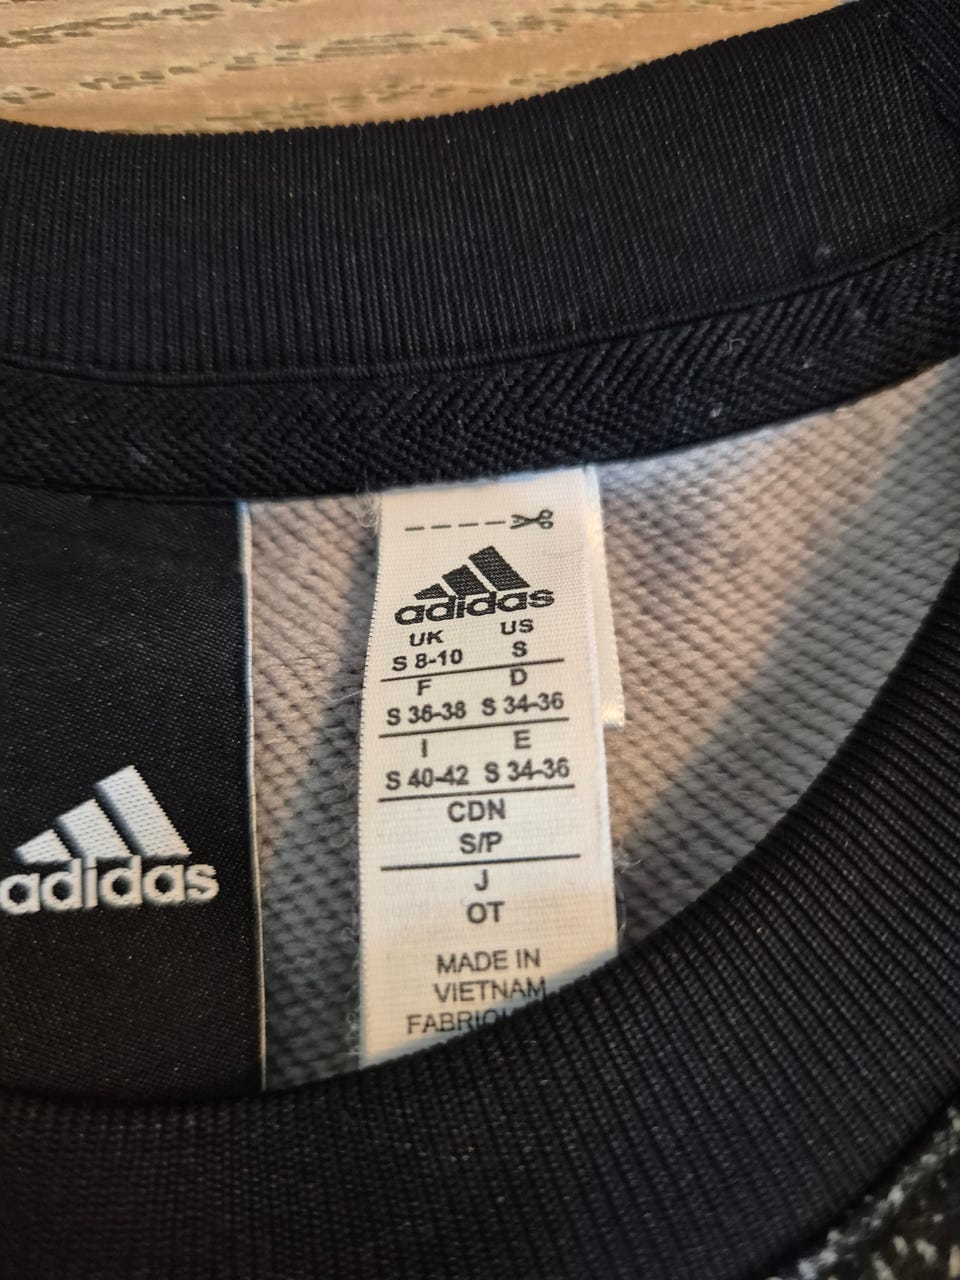 adidas
UK US
S 8-10 S
F D
S 36-38 S 34-36
I E
S 40-42 S 34-36
CDN
S/P
J
OT
MADE IN
VIETNAM
adidas